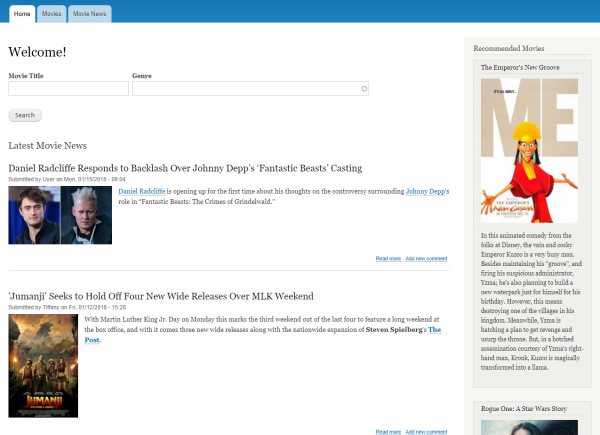 Home
Movies
Movie News
Welcome!
Movie Title
Genre
Search
Latest Movie News
Daniel Radcliffe Responds to Backlash Over Johnny Depp's 'Fantastic Beasts' Casting
Submitted by User on Mon, 01/15/2018 - 09:04
Daniel Radcliffe is opening up for the first time about his thoughts on the controversy surrounding Johnny Depp's
role in "Fantastic Beasts: The Crimes of Grindelwald."
Read more
Add new comment
'Jumanji' Seeks to Hold Off Four New Wide Releases Over MLK Weekend
Submitted by Tiffany on Fri, 01/12/2018 - 15:28
With Martin Luther King Jr. Day on Monday this marks the third weekend out of the last four to feature a long weekend at
the box office, and with it comes three new wide releases along with the nationwide expansion of Steven Spielberg's The
Post.
JUMANJI
Read more
Add new comment
Recommended Movies
The Emperor's New Groove
IT'S ALL ABOUT...
ME
THE EMPEROR'S
New Groove
In this animated comedy from the
folks at Disney, the vain and cocky
Emperor Kuzco is a very busy man.
Besides maintaining his "groove", and
firing his suspicious administrator,
Yzma; he's also planning to build a
new waterpark just for himself for his
birthday. However, this means
destroying one of the villages in his
kingdom. Meanwhile, Yzma is
hatching a plan to get revenge and
usurp the throne. But, in a botched
assassination courtesy of Yzma's right-
hand man, Kronk, Kuzco is magically
transformed into a llama.
Rogue One: A Star Wars Story